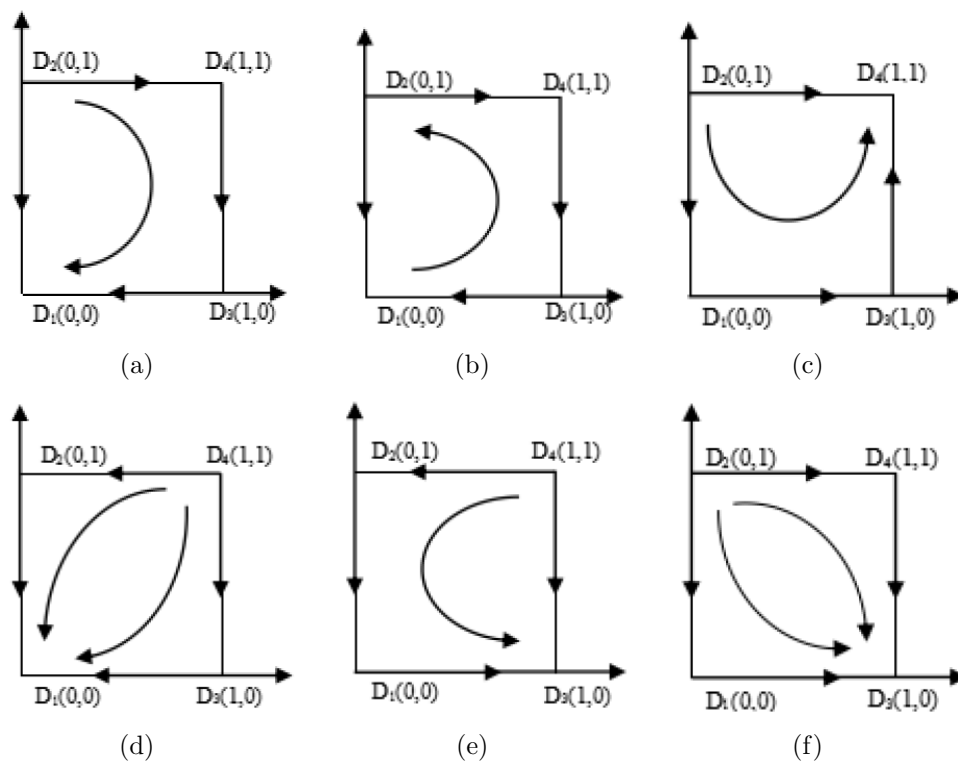 D₂(0,1) D₄(1,1) D₂(0,1) D₄(1,1) D₂(0,1) D₄(1,1)
D₁(0,0) D₃(1,0) D₁(0,0) D₃(1,0) D₁(0,0) D₃(1,0)
(a) (b) (c)
D₂(0,1) D₄(1,1) D₂(0,1) D₄(1,1) D₂(0,1) D₄(1,1)
D₁(0,0) D₃(1,0) D₁(0,0) D₃(1,0) D₁(0,0) D₃(1,0)
(d) (e) (f)